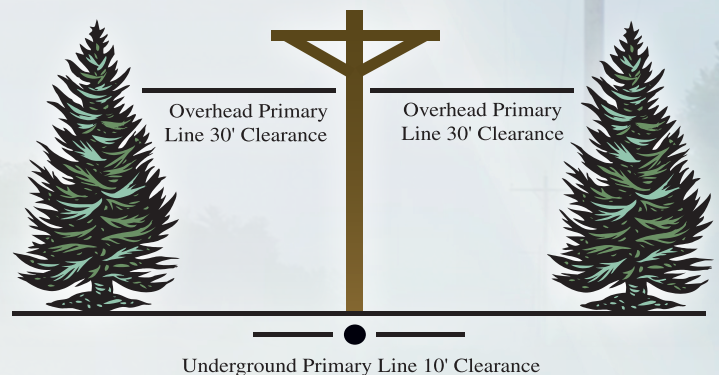 Overhead Primary
Line 30' Clearance
Overhead Primary
Line 30' Clearance
Underground Primary Line 10' Clearance